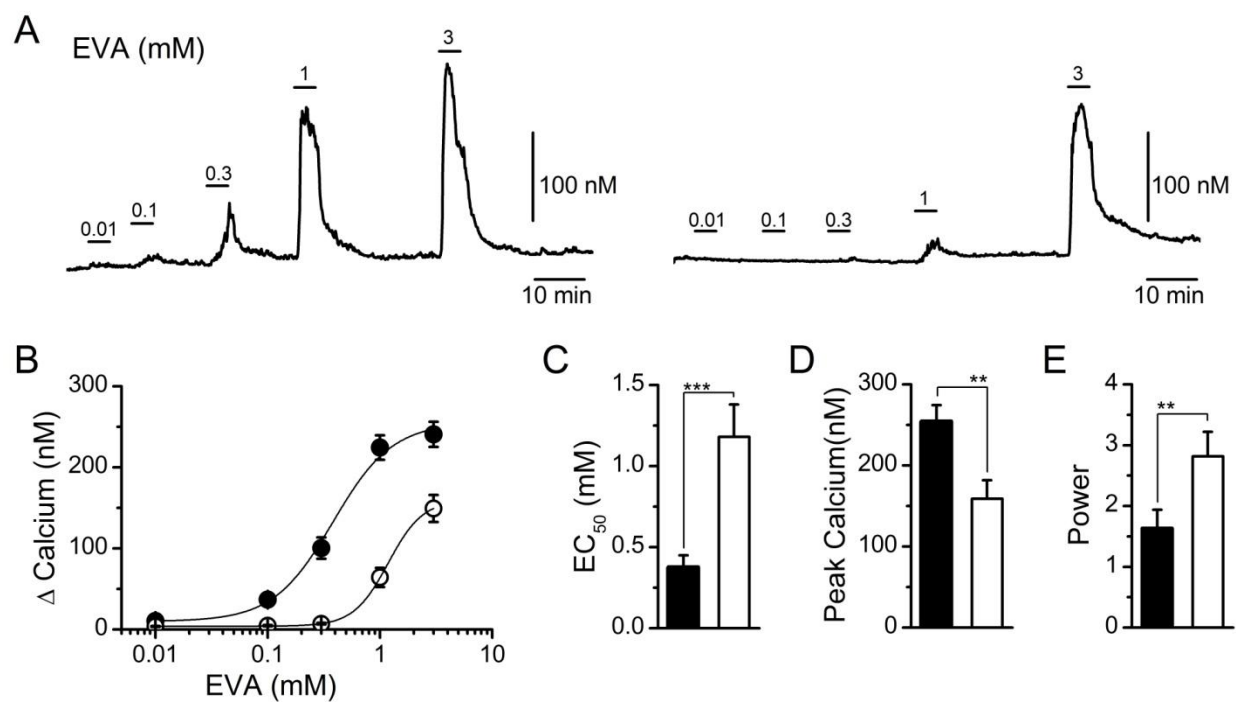 A
EVA (mM)
0.01
0.1
0.3
1
3
100 nM
10 min
0.01
0.1
0.3
1
3
100 nM
10 min
B
Δ Calcium (nM)
300
200
100
0
0.01
0.1
1
10
EVA (mM)
C
EC50 (mM)
1.5
1.0
0.5
0.0
***
D
Peak Calcium(nM)
300
200
100
0
**
E
Power
4
3
2
1
0
**